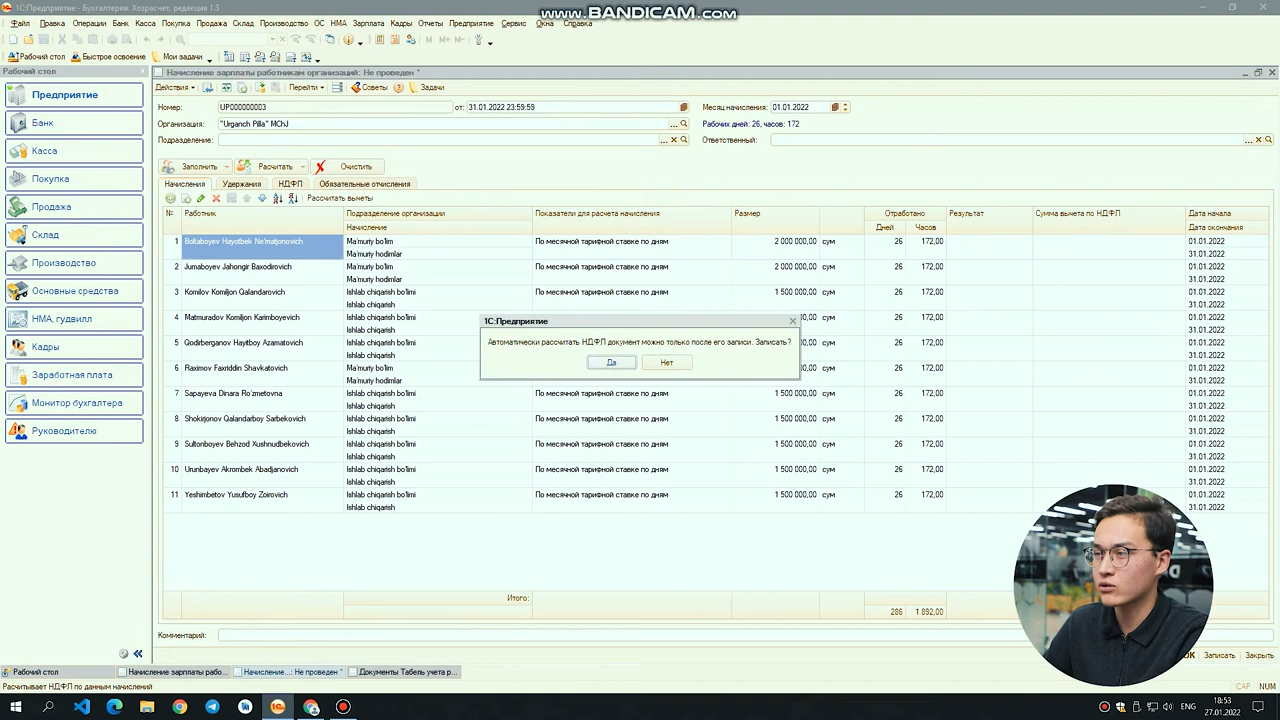 1С:Предприятие - Бухгалтерия. Хозрасчет, редакция 1.3
www.BANDICAM.com
Файл Правка Операции Банк Касса Покупка Продажа Склад Производство ОС НМА Зарплата Кадры Отчеты Предприятие Сервис Окна Справка
M M+ M-
Рабочий стол Быстрое освоение Мои задачи
Рабочий стол
Начисление зарплаты работникам организаций: Не проведен *
Действия Перейти Советы Задачи
Номер: UP000000003 от: 31.01.2022 23:59:59 Месяц начисления: 01.01.2022
Организация: "Urganch Pilla" MChJ Рабочих дней: 26, часов: 172
Подразделение: Ответственный:
Заполнить Расчитать Очистить
Начисления Удержания НДФЛ Обязательные отчисления
Рассчитать вычеты
№ Работник Подразделение организации Показатели для расчета начисления Размер Отработано Результат Сумма вычета по НДФЛ Дата начала
Начисление Дней Часов Дата окончания
1 Boltaboyev Hayotbek Ne'matjonovich Ma'muriy bo'lim По месячной тарифной ставке по дням 2 000 000,00 сум 26 172,00 01.01.2022
Ma'muriy hodimlar 31.01.2022
2 Jumaboyev Jahongir Baxodirovich Ma'muriy bo'lim По месячной тарифной ставке по дням 2 000 000,00 сум 26 172,00 01.01.2022
Ma'muriy hodimlar 31.01.2022
3 Komilov Komiljon Qalandarovich Ishlab chiqarish bo'limi По месячной тарифной ставке по дням 1 500 000,00 сум 26 172,00 01.01.2022
Ishlab chiqarish 31.01.2022
4 Matmuradov Komiljon Karimboyevich Ishlab chiqarish bo'limi 00,00 сум 26 172,00 01.01.2022
Ishlab chiqarish 31.01.2022
5 Qodirberganov Hayitboy Azamatovich Ishlab chiqarish bo'limi 00,00 сум 26 172,00 01.01.2022
Ishlab chiqarish 31.01.2022
6 Raximov Faxriddin Shavkatovich Ma'muriy bo'lim 00,00 сум 26 172,00 01.01.2022
Ma'muriy hodimlar 31.01.2022
7 Sapayeva Dinara Ro'zmetovna Ishlab chiqarish bo'limi По месячной тарифной ставке по дням 1 500 000,00 сум 26 172,00 01.01.2022
Ishlab chiqarish 31.01.2022
8 Shokirjonov Qalandarboy Sarbekovich Ishlab chiqarish bo'limi По месячной тарифной ставке по дням 1 500 000,00 сум 26 172,00 01.01.2022
Ishlab chiqarish 31.01.2022
9 Sultonboyev Behzod Xushnudbekovich Ishlab chiqarish bo'limi По месячной тарифной ставке по дням 1 500 000,00 сум 26 172,00 01.01.2022
Ishlab chiqarish 31.01.2022
10 Urunbayev Akrombek Abadjanovich Ishlab chiqarish bo'limi По месячной тарифной ставке по дням 1 500 000,00 сум 26 172,00 01.01.2022
Ishlab chiqarish 31.01.2022
11 Yeshimbetov Yusufboy Zoirovich Ishlab chiqarish bo'limi По месячной тарифной ставке по дням 1 500 000,00 сум 26 172,00 01.01.2022
Ishlab chiqarish 31.01.2022
Итого:
286 1 892,00
Комментарий:
OK Записать Закрыть
1С:Предприятие
Автоматически рассчитать НДФЛ документ можно только после его записи. Записать?
Да Нет
Предприятие
Банк
Касса
Покупка
Продажа
Склад
Производство
Основные средства
НМА, гудвилл
Кадры
Заработная плата
Монитор бухгалтера
Руководителю
Рабочий стол Начисление зарплаты рабо... Начисление...: Не проведен * Документы Табель учета р...
Расчитывает НДФЛ по данным начислений CAP NUM
ENG 18:53
27.01.2022